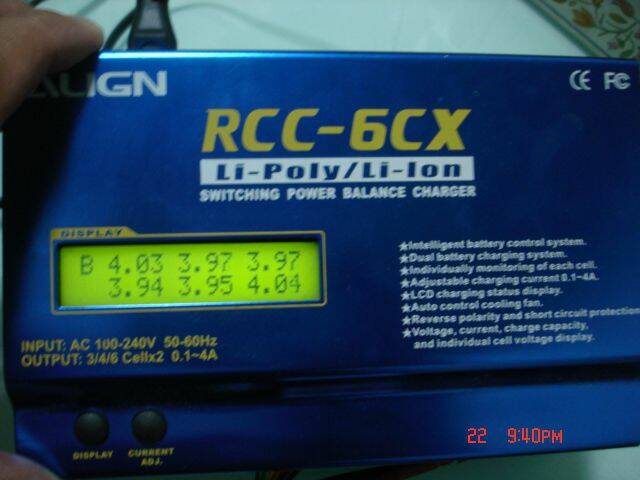 ALIGN
CE FC
RCC-6CX
Li-Poly/Li-Ion
SWITCHING POWER BALANCE CHARGER
DISPLAY
B 4.03 3.97 3.97
3.94 3.95 4.04
★Intelligent battery control system.
★Dual battery charging system.
★Individually monitoring of each cell.
★Adjustable charging current 0.1~4A.
★LCD charging status display.
★Auto control cooling fan.
★Reverse polarity and short circuit protection
★Voltage, current, charge capacity,
and individual cell voltage display.
INPUT: AC 100-240V 50-60Hz
OUTPUT: 3/4/6 Cellx2 0.1~4A
DISPLAY
CURRENT
ADJ.
22 9:40PM